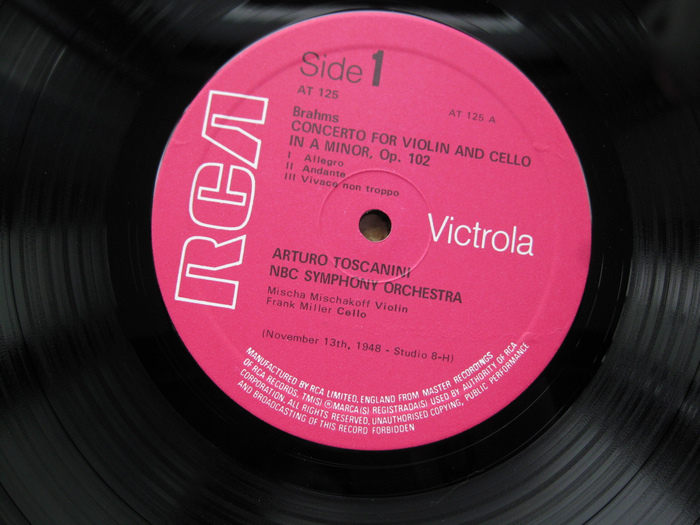 Side 1
AT 125
AT 125 A
Brahms
CONCERTO FOR VIOLIN AND CELLO
IN A MINOR, Op. 102
I Allegro
II Andante
III Vivace non troppo
RCA
Victrola
ARTURO TOSCANINI
NBC SYMPHONY ORCHESTRA
Mischa Mischakoff Violin
Frank Miller Cello
(November 13th, 1948 - Studio 8-H)
MANUFACTURED BY RCA LIMITED, ENGLAND FROM MASTER RECORDINGS
OF RCA RECORDS. TM(S) ® MARCA(S) REGISTRADA(S) USED BY AUTHORITY OF RCA
CORPORATION. ALL RIGHTS RESERVED. UNAUTHORISED COPYING, PUBLIC PERFORMANCE
AND BROADCASTING OF THIS RECORD FORBIDDEN